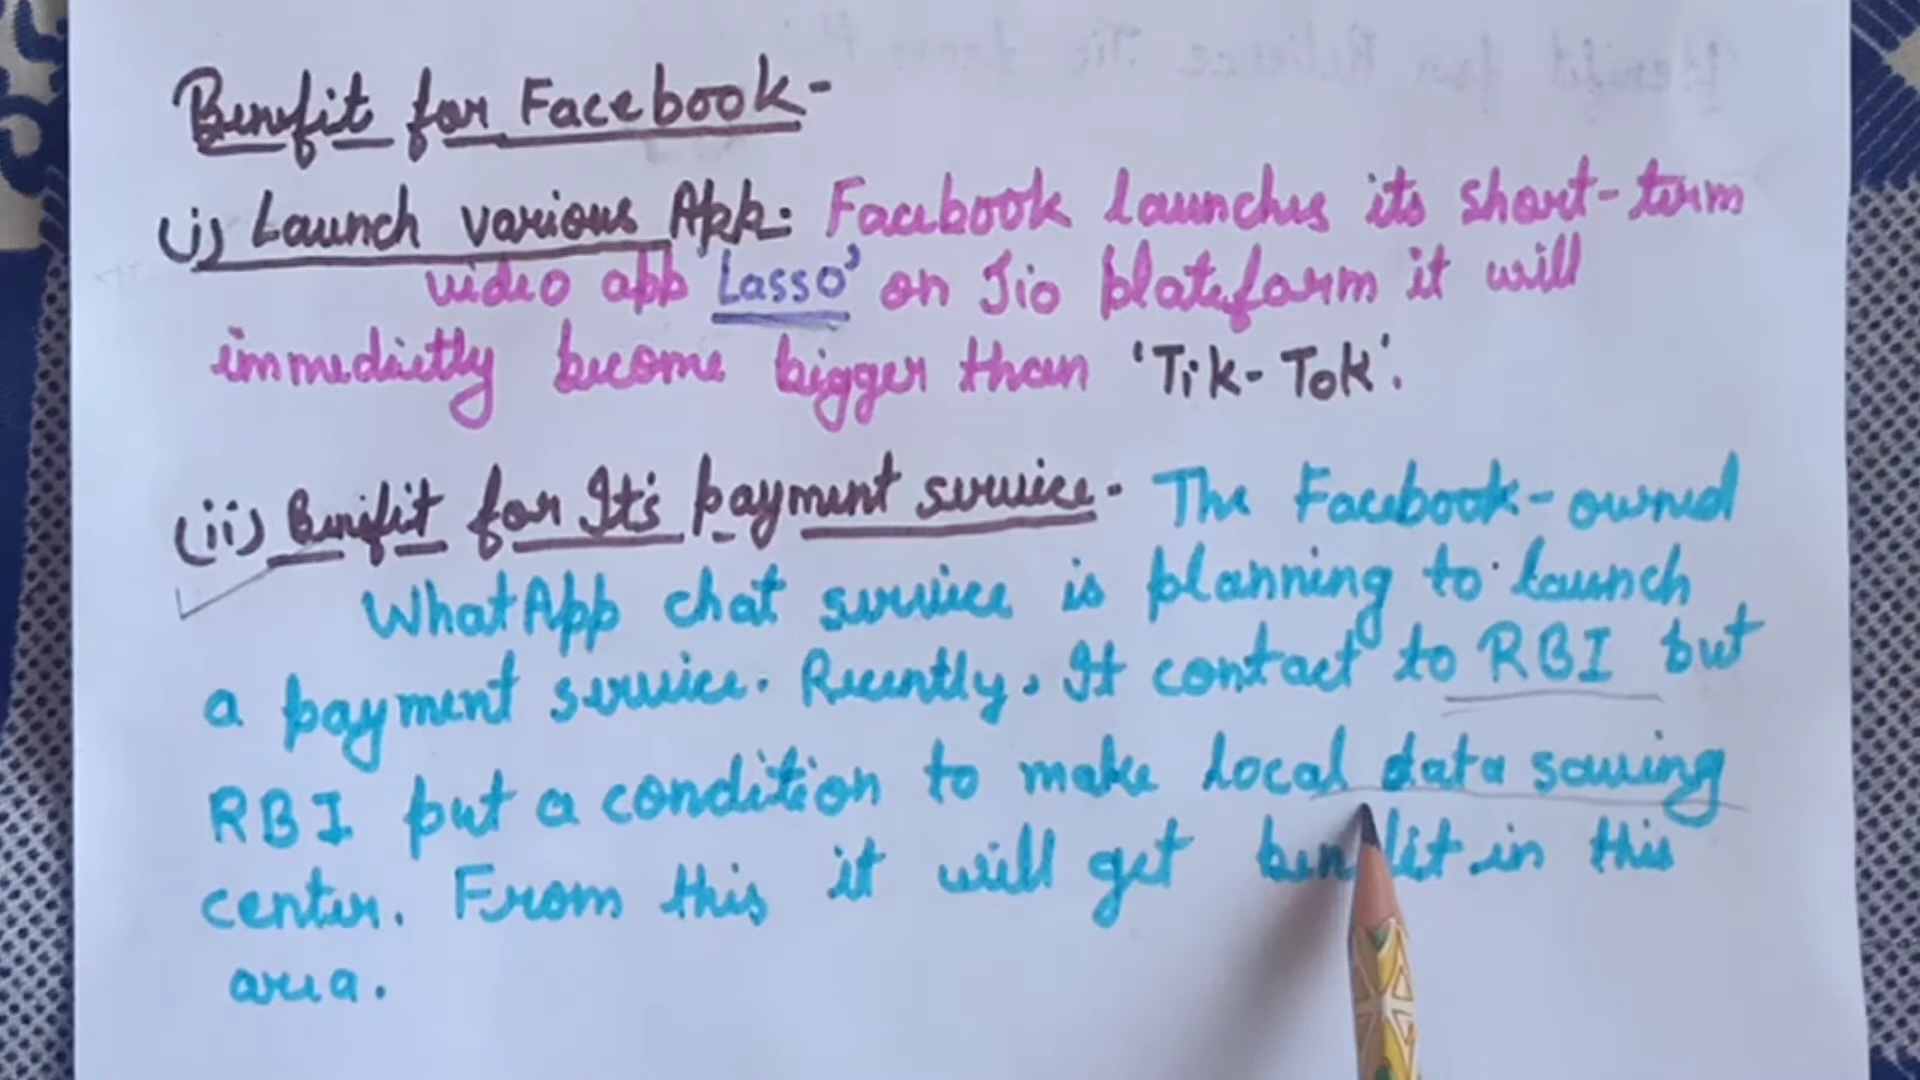 Benefit for Facebook-
(i) Launch various App: Facebook launches its short-term
video app 'Lasso' on Jio plateform it will
immedictly become bigger than 'Tik-Tok'.
(ii) Benifit for It's payment service- The Facebook-owned
WhatApp chat service is planning to launch
a payment service. Recently, It contact to RBI but
RBI put a condition to make local data saving
center. From this it will get benefit in this
area.